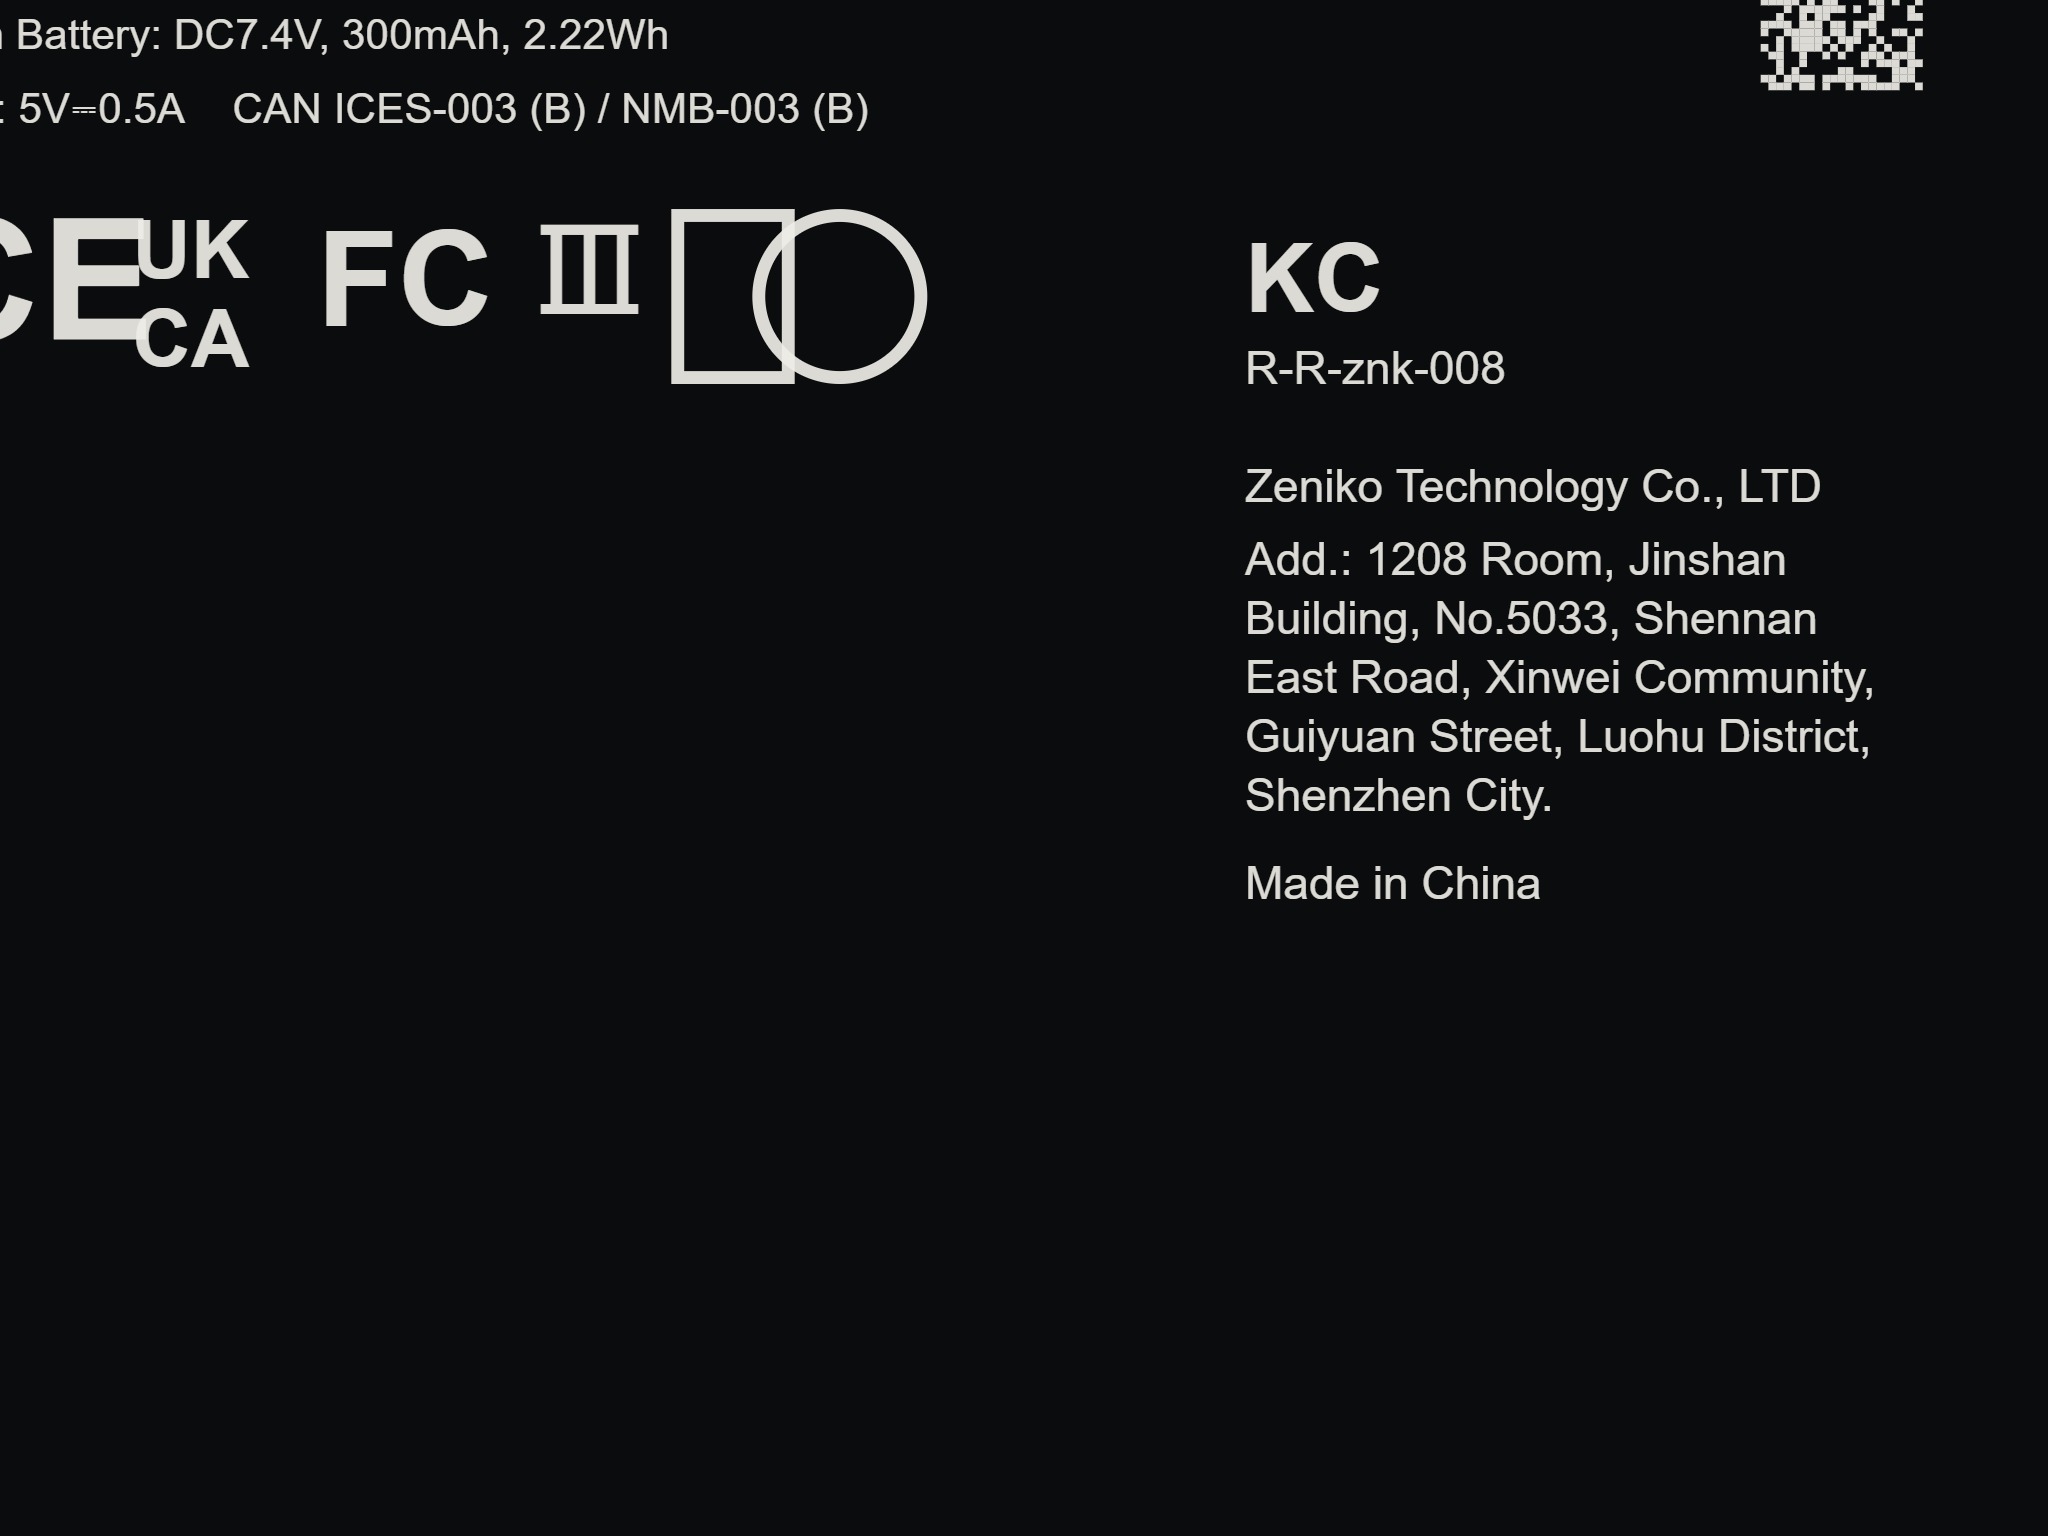 Battery: DC7.4V, 300mAh, 2.22Wh
: 5V⎓0.5A CAN ICES-003 (B) / NMB-003 (B)
CE UK CA FC III
KC
R-R-znk-008
Zeniko Technology Co., LTD
Add.: 1208 Room, Jinshan
Building, No.5033, Shennan
East Road, Xinwei Community,
Guiyuan Street, Luohu District,
Shenzhen City.
Made in China